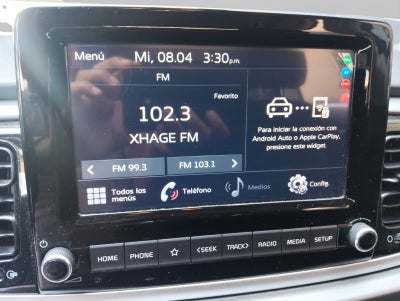 Menú Mi, 08.04 3:30p.m.
FM
Favorito
102.3
XHAGE FM
FM 99.3 FM 103.1
Para iniciar la conexión con
Android Auto o Apple CarPlay,
presione este widget.
Todos los
menús
Teléfono
Medios
Config.
HOME PHONE <SEEK TRACK> RADIO MEDIA SETUP